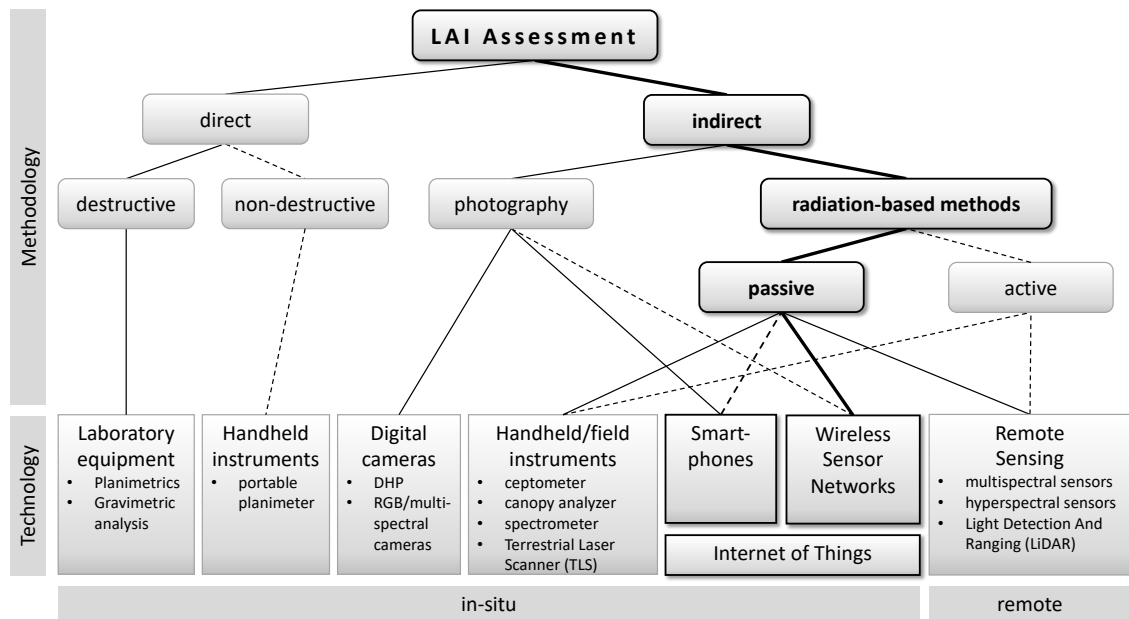 LAI Assessment
direct
indirect
destructive
non-destructive
photography
radiation-based methods
passive
active
Methodology
Technology
Laboratory
equipment
• Planimetrics
• Gravimetric
analysis
Handheld
instruments
• portable
planimeter
Digital
cameras
• DHP
• RGB/multi-
spectral
cameras
Handheld/field
instruments
• ceptometer
• canopy analyzer
• spectrometer
• Terrestrial Laser
Scanner (TLS)
Smart-
phones
Wireless
Sensor
Networks
Internet of Things
Remote
Sensing
• multispectral sensors
• hyperspectral sensors
• Light Detection And
Ranging (LiDAR)
in-situ
remote